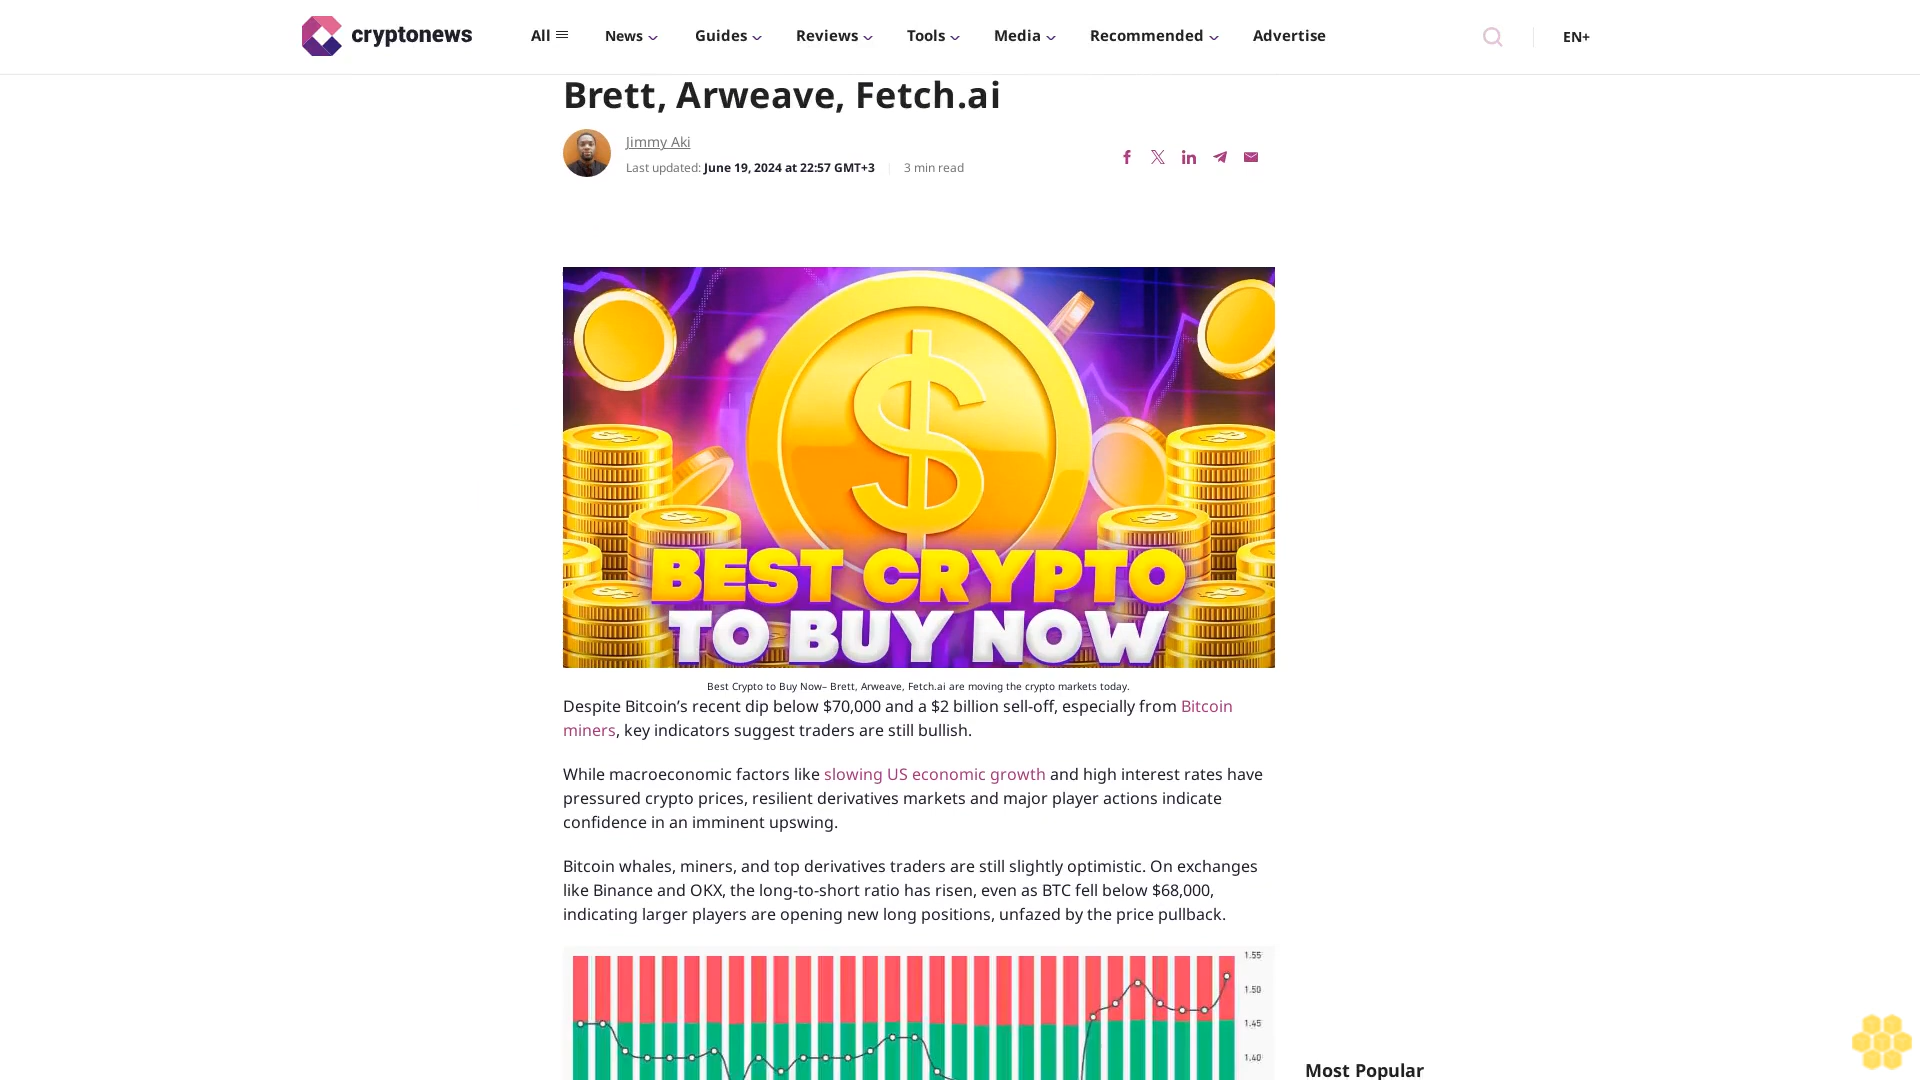 cryptonews
All
News
Guides
Reviews
Tools
Media
Recommended
Advertise
EN+
Brett, Arweave, Fetch.ai
Jimmy Aki
Last updated: June 19, 2024 at 22:57 GMT+3
3 min read
BEST CRYPTO
TO BUY NOW
Best Crypto to Buy Now– Brett, Arweave, Fetch.ai are moving the crypto markets today.
Despite Bitcoin’s recent dip below $70,000 and a $2 billion sell-off, especially from Bitcoin
miners, key indicators suggest traders are still bullish.
While macroeconomic factors like slowing US economic growth and high interest rates have
pressured crypto prices, resilient derivatives markets and major player actions indicate
confidence in an imminent upswing.
Bitcoin whales, miners, and top derivatives traders are still slightly optimistic. On exchanges
like Binance and OKX, the long-to-short ratio has risen, even as BTC fell below $68,000,
indicating larger players are opening new long positions, unfazed by the price pullback.
1.55
1.50
1.45
1.40
Most Popular